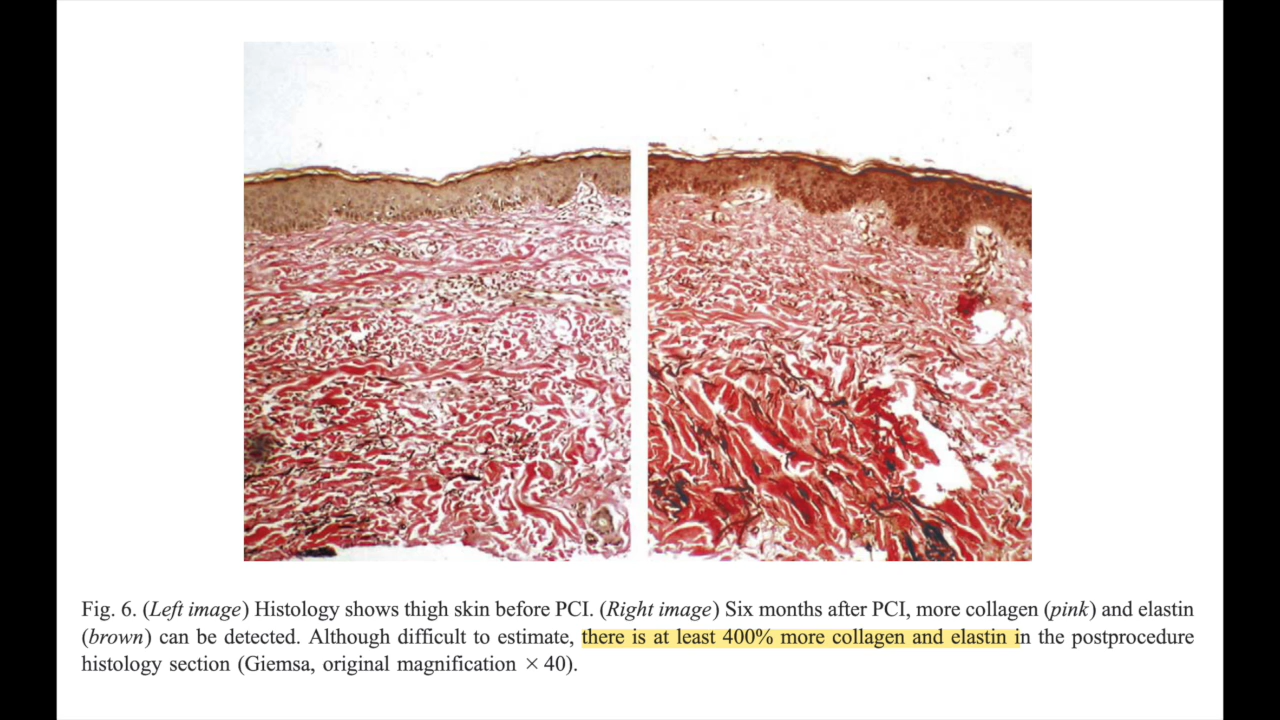 Fig. 6. (Left image) Histology shows thigh skin before PCI. (Right image) Six months after PCI, more collagen (pink) and elastin
(brown) can be detected. Although difficult to estimate, there is at least 400% more collagen and elastin in the postprocedure
histology section (Giemsa, original magnification × 40).